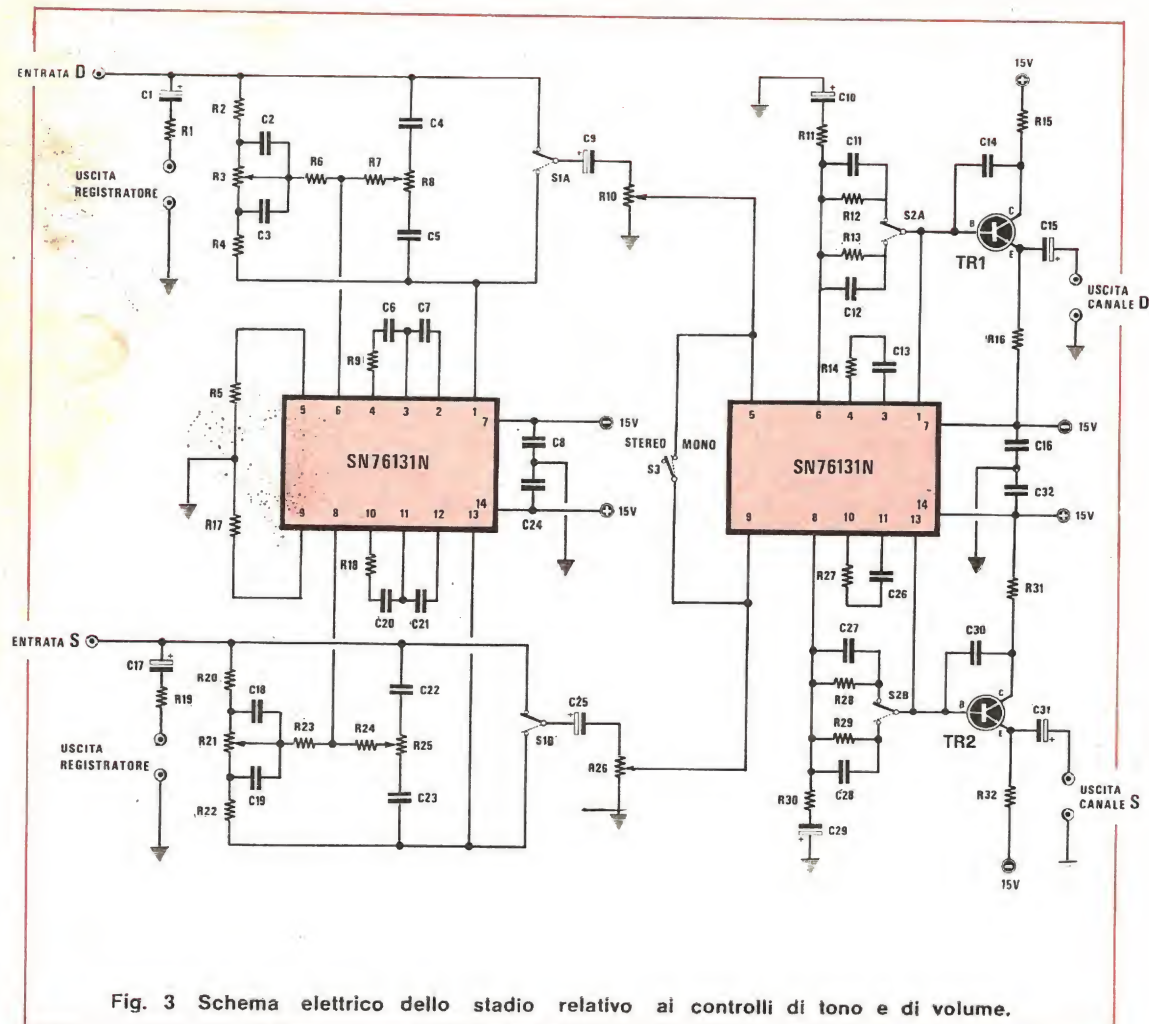 ENTRATA D
C1
R1
USCITA
REGISTRATORE
R2
C2
R3
C3
R4
R6
R7
C4
R8
C5
S1A
C9
R10
C10
R11
C11
R12
R13
C12
S2A
C14
15V
R15
B
C
E
TR1
C15
USCITA
CANALE D
R16
C6
C7
R9
R14
C13
R5
R17
5
6
4
3
2
1
7
SN76131N
9
8
10
11
12
13
14
15V
C8
C24
15V
STEREO
MONO
S3
5
6
4
3
1
7
SN76131N
9
8
10
11
13
14
15V
C16
C32
15V
R18
C20
C21
R27
C26
R31
ENTRATA S
C17
R19
USCITA
REGISTRATORE
R20
C18
R21
C19
R22
R23
R24
C22
R25
C23
S1B
C25
R26
C27
R28
R29
C28
R30
C29
S2B
C30
B
C
E
TR2
C31
R32
15V
USCITA
CANALE S
Fig. 3 Schema elettrico dello stadio relativo ai controlli di tono e di volume.